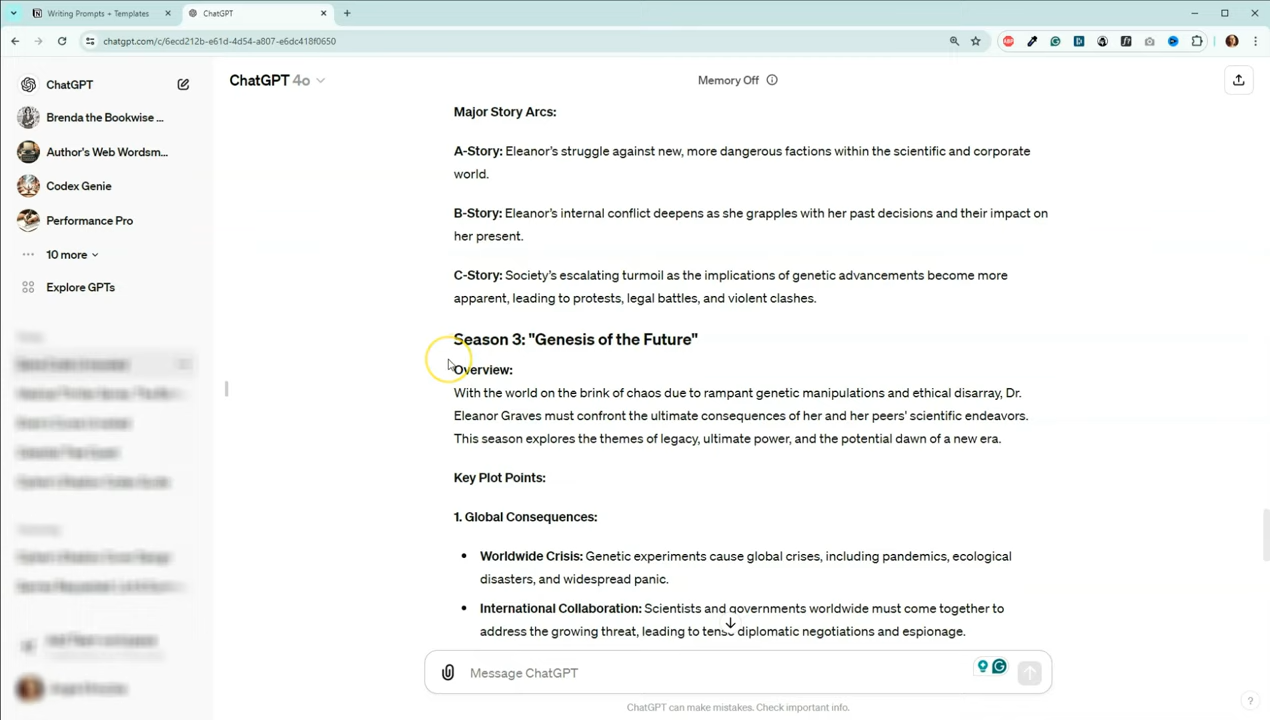 Writing Prompts + Templates
ChatGPT
chatgpt.com/c/6ecd212b-e61d-4d54-a807-e6dc418f0650
ChatGPT
ChatGPT 4o
Memory Off
Brenda the Bookwise ...
Author's Web Wordsm...
Codex Genie
Performance Pro
10 more
Explore GPTs
Major Story Arcs:
A-Story: Eleanor's struggle against new, more dangerous factions within the scientific and corporate
world.
B-Story: Eleanor's internal conflict deepens as she grapples with her past decisions and their impact on
her present.
C-Story: Society's escalating turmoil as the implications of genetic advancements become more
apparent, leading to protests, legal battles, and violent clashes.
Season 3: "Genesis of the Future"
Overview:
With the world on the brink of chaos due to rampant genetic manipulations and ethical disarray, Dr.
Eleanor Graves must confront the ultimate consequences of her and her peers' scientific endeavors.
This season explores the themes of legacy, ultimate power, and the potential dawn of a new era.
Key Plot Points:
1. Global Consequences:
• Worldwide Crisis: Genetic experiments cause global crises, including pandemics, ecological
disasters, and widespread panic.
• International Collaboration: Scientists and governments worldwide must come together to
address the growing threat, leading to tense diplomatic negotiations and espionage.
Message ChatGPT
ChatGPT can make mistakes. Check important info.
?